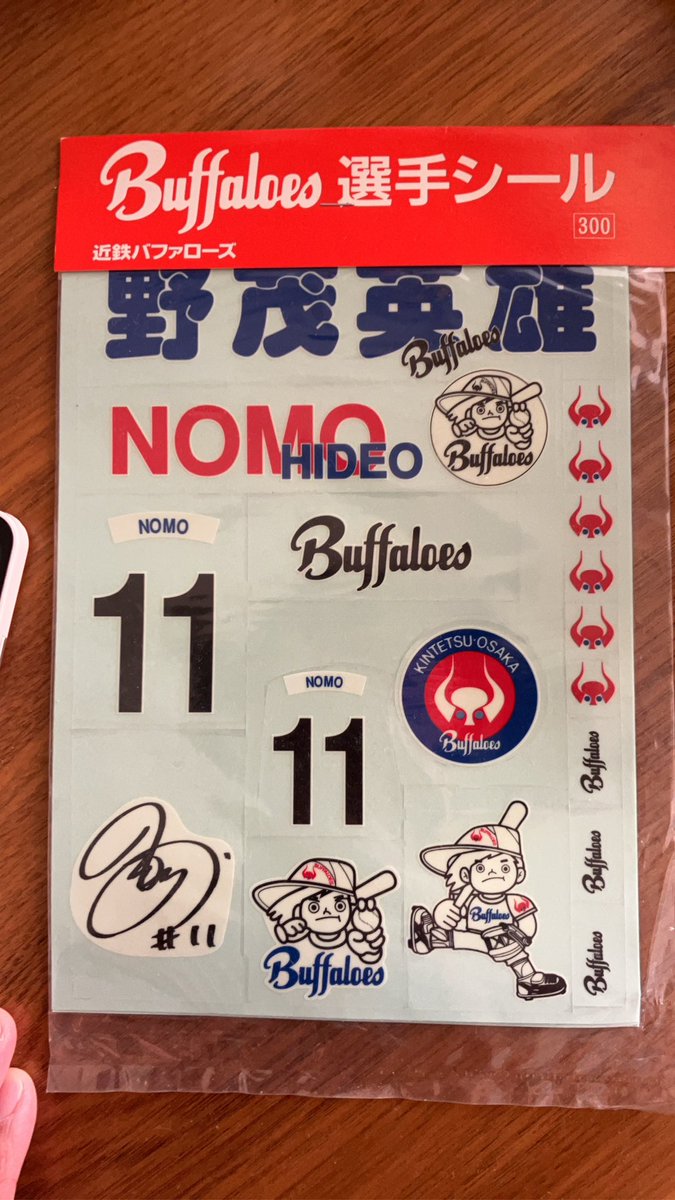 Buffaloes 選手シール
300
近鉄バファローズ
野茂英雄
Buffaloes
NOMO
HIDEO
Buffaloes
NOMO
11
Buffaloes
KINTETSU·OSAKA
Buffaloes
NOMO
11
Buffaloes
Buffaloes
Buffaloes
#11
Buffaloes
Buffaloes